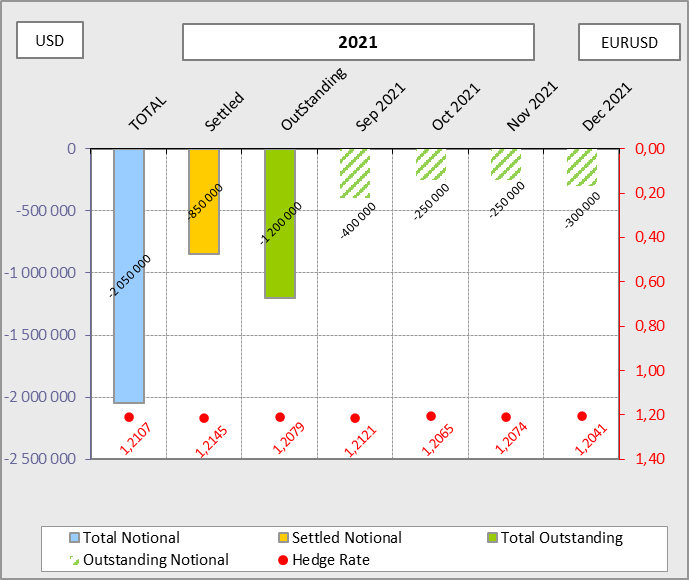 USD
2021
EURUSD
TOTAL
Settled
OutStanding
Sep 2021
Oct 2021
Nov 2021
Dec 2021
0
-500 000
-1 000 000
-1 500 000
-2 000 000
-2 500 000
-2 050 000
-850 000
-1 200 000
-400 000
-250 000
-250 000
-300 000
1,2107
1,2145
1,2079
1,2121
1,2065
1,2074
1,2041
0,00
0,20
0,40
0,60
0,80
1,00
1,20
1,40
Total Notional
Settled Notional
Total Outstanding
Outstanding Notional
Hedge Rate